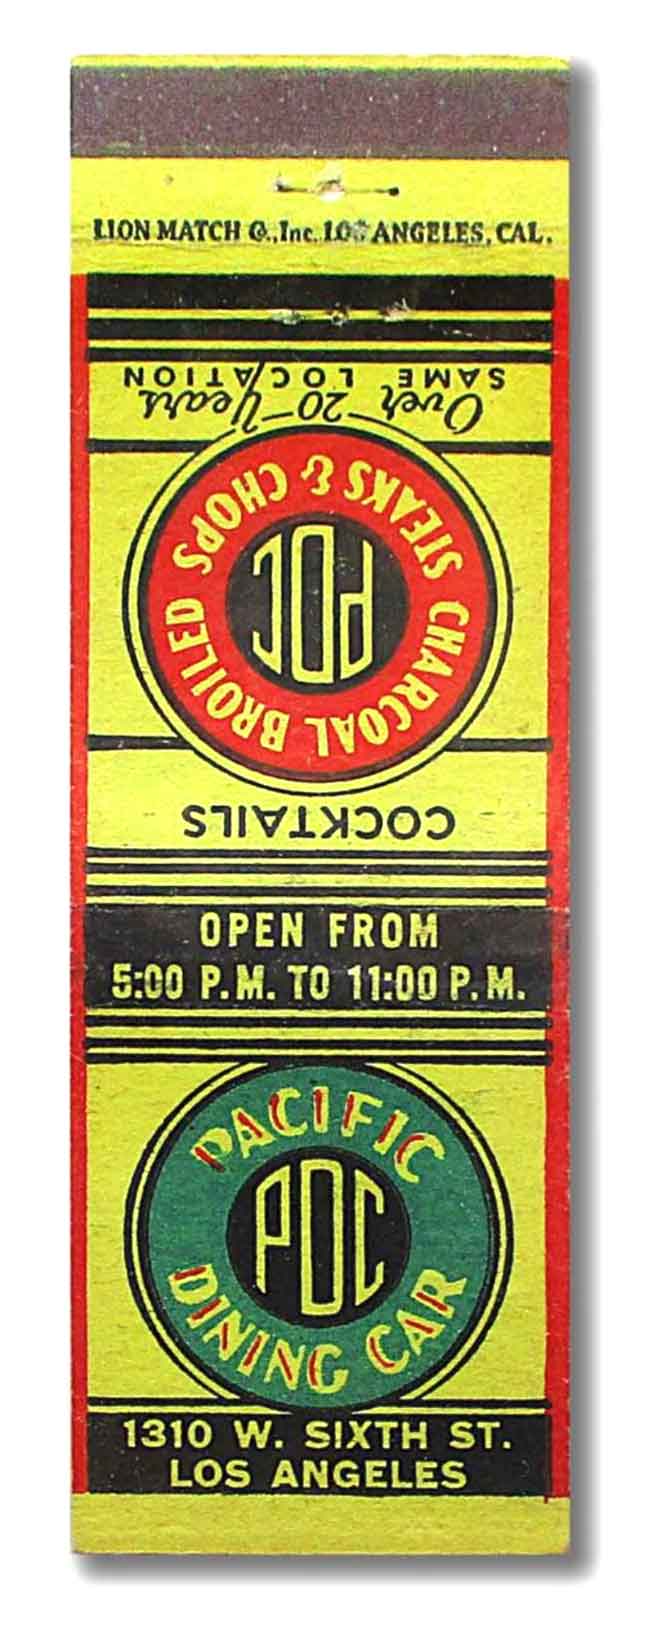 LION MATCH Co., Inc. LOS ANGELES, CAL.
Over 20 Years
SAME LOCATION
CHARCOAL BROILED STEAKS & CHOPS
PDC
COCKTAILS
OPEN FROM
5:00 P.M. TO 11:00 P.M.
PACIFIC
PDC
DINING CAR
1310 W. SIXTH ST.
LOS ANGELES